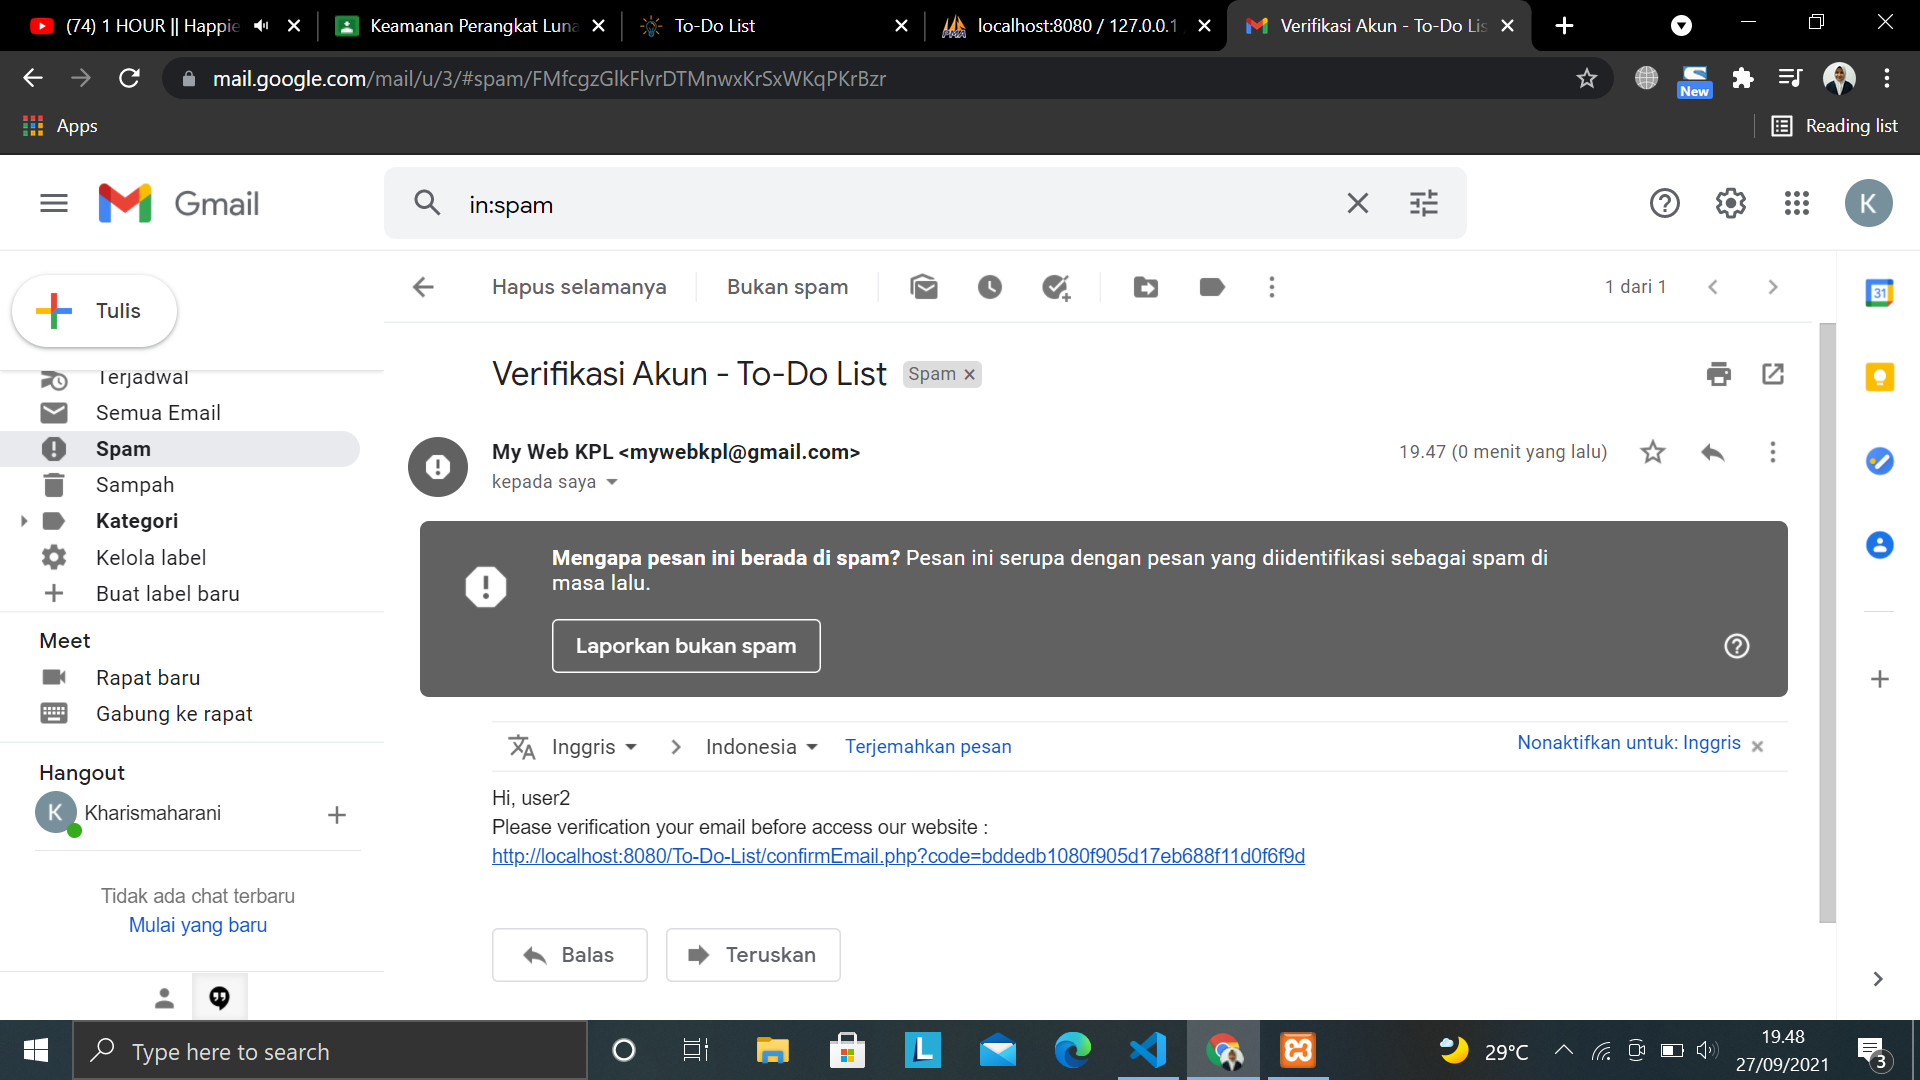 (74) 1 HOUR || Happie
Keamanan Perangkat Luna
To-Do List
localhost:8080 / 127.0.0.1
Verifikasi Akun - To-Do Lis
mail.google.com/mail/u/3/#spam/FMfcgzGlkFlvrDTMnwxKrSxWKqPKrBzr
New
Apps
Reading list
Gmail
in:spam
K
Tulis
Hapus selamanya
Bukan spam
1 dari 1
31
Terjadwal
Semua Email
Spam
Sampah
Kategori
Kelola label
Buat label baru
Meet
Rapat baru
Gabung ke rapat
Hangout
K
Kharismaharani
Tidak ada chat terbaru
Mulai yang baru
Verifikasi Akun - To-Do List
Spam
My Web KPL <mywebkpl@gmail.com>
19.47 (0 menit yang lalu)
kepada saya
Mengapa pesan ini berada di spam? Pesan ini serupa dengan pesan yang diidentifikasi sebagai spam di
masa lalu.
Laporkan bukan spam
Inggris
Indonesia
Terjemahkan pesan
Nonaktifkan untuk: Inggris
Hi, user2
Please verification your email before access our website :
http://localhost:8080/To-Do-List/confirmEmail.php?code=bddedb1080f905d17eb688f11d0f6f9d
Balas
Teruskan
Type here to search
L
29°C
19.48
27/09/2021
3